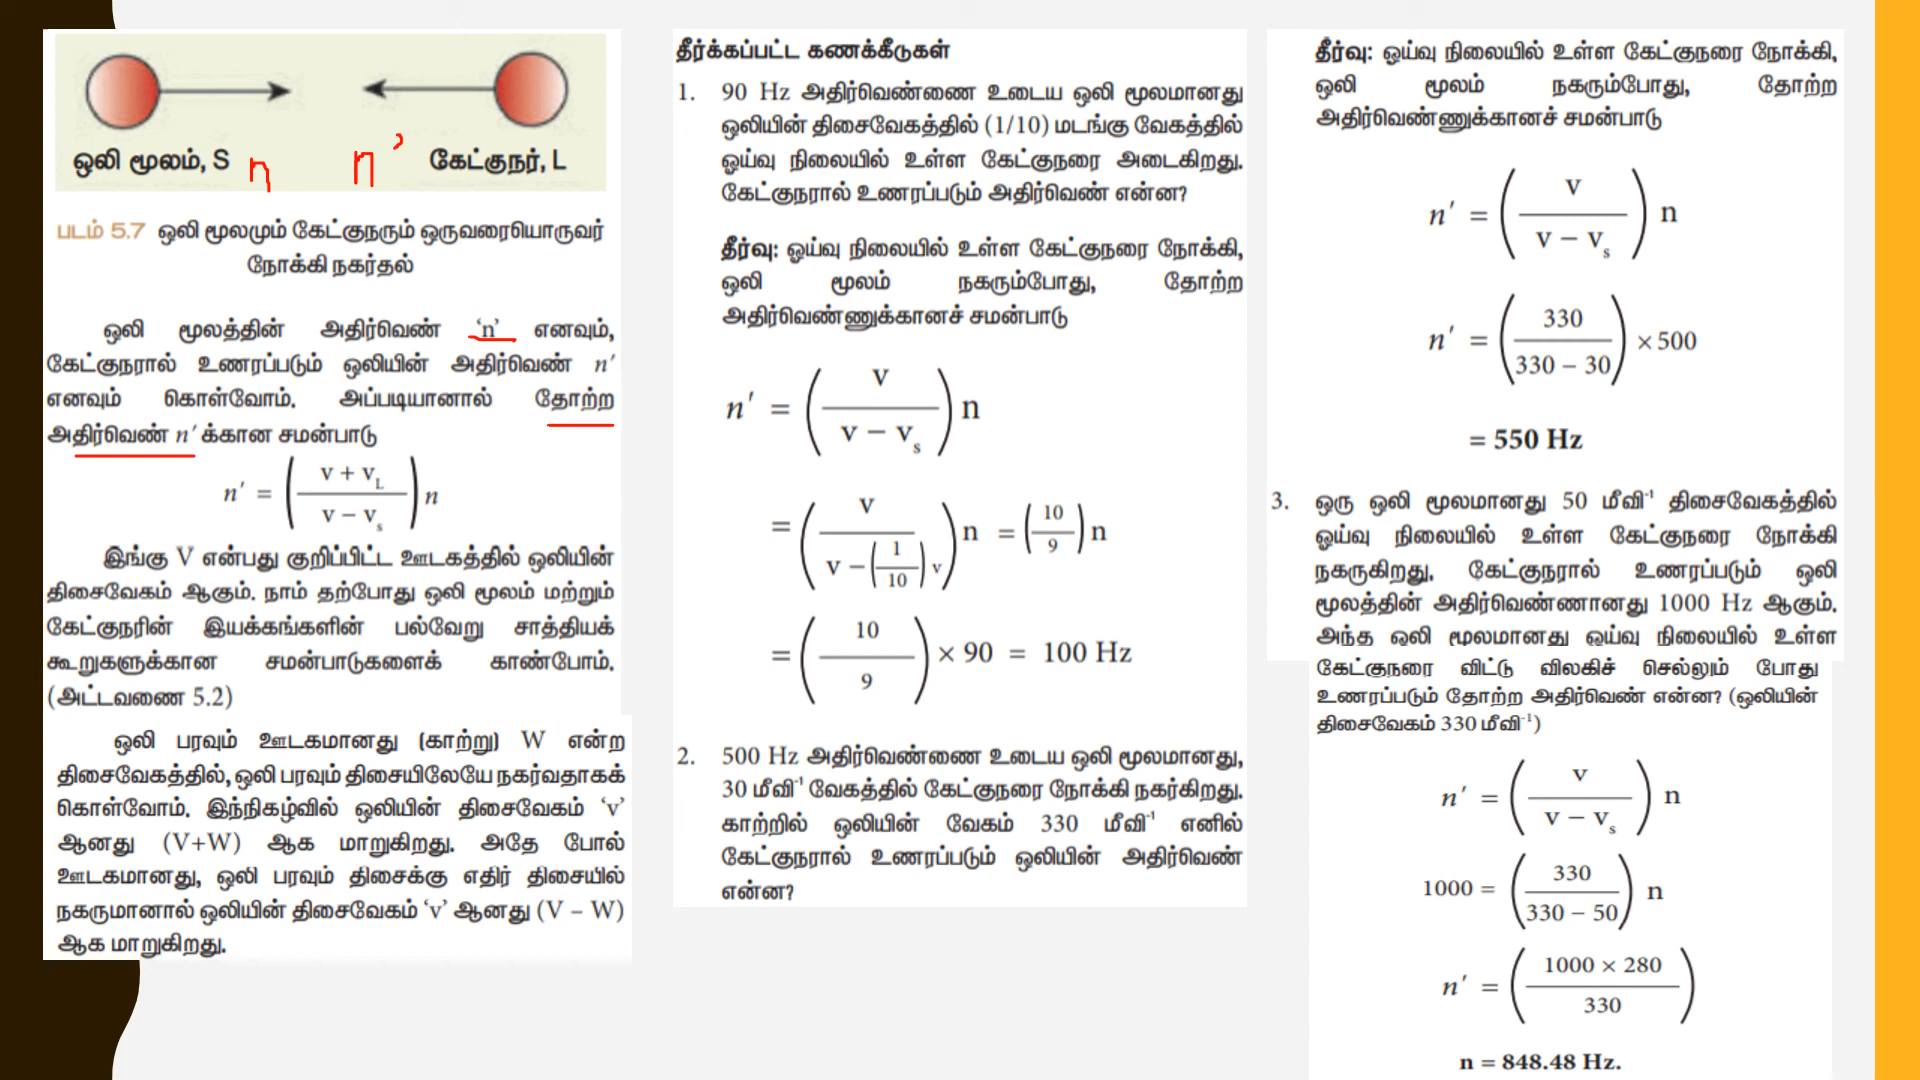 ஒலி மூலம், S
n
n’
கேட்குநர், L
படம் 5.7 ஒலி மூலமும் கேட்குநரும் ஒருவரையொருவர்
நோக்கி நகர்தல்
ஒலி மூலத்தின் அதிர்வெண் ‘n’ எனவும்,
கேட்குநரால் உணரப்படும் ஒலியின் அதிர்வெண் n′
எனவும் கொள்வோம். அப்படியானால் தோற்ற
அதிர்வெண் n′ க்கான சமன்பாடு
n′ = ( (v + v_L) / (v − v_s) ) n
இங்கு V என்பது குறிப்பிட்ட ஊடகத்தில் ஒலியின்
திசைவேகம் ஆகும். நாம் தற்போது ஒலி மூலம் மற்றும்
கேட்குநரின் இயக்கங்களின் பல்வேறு சாத்தியக்
கூறுகளுக்கான சமன்பாடுகளைக் காண்போம்.
(அட்டவணை 5.2)
ஒலி பரவும் ஊடகமானது (காற்று) W என்ற
திசைவேகத்தில், ஒலி பரவும் திசையிலேயே நகர்வதாகக்
கொள்வோம். இந்நிகழ்வில் ஒலியின் திசைவேகம் ‘v’
ஆனது (V+W) ஆக மாறுகிறது. அதே போல்
ஊடகமானது, ஒலி பரவும் திசைக்கு எதிர் திசையில்
நகருமானால் ஒலியின் திசைவேகம் ‘v’ ஆனது (V – W)
ஆக மாறுகிறது.
தீர்க்கப்பட்ட கணக்கீடுகள்
1. 90 Hz அதிர்வெண்ணை உடைய ஒலி மூலமானது
ஒலியின் திசைவேகத்தில் (1/10) மடங்கு வேகத்தில்
ஓய்வு நிலையில் உள்ள கேட்குநரை அடைகிறது.
கேட்குநரால் உணரப்படும் அதிர்வெண் என்ன?
தீர்வு: ஓய்வு நிலையில் உள்ள கேட்குநரை நோக்கி,
ஒலி மூலம் நகரும்போது, தோற்ற
அதிர்வெண்ணுக்கானச் சமன்பாடு
n′ = ( v / (v − v_s) ) n
= ( v / (v − (1/10) v) ) n = (10/9) n
= (10/9) × 90 = 100 Hz
2. 500 Hz அதிர்வெண்ணை உடைய ஒலி மூலமானது,
30 மீவி⁻¹ வேகத்தில் கேட்குநரை நோக்கி நகர்கிறது.
காற்றில் ஒலியின் வேகம் 330 மீவி⁻¹ எனில்
கேட்குநரால் உணரப்படும் ஒலியின் அதிர்வெண்
என்ன?
தீர்வு: ஓய்வு நிலையில் உள்ள கேட்குநரை நோக்கி,
ஒலி மூலம் நகரும்போது, தோற்ற
அதிர்வெண்ணுக்கானச் சமன்பாடு
n′ = ( v / (v − v_s) ) n
n′ = ( 330 / (330 − 30) ) × 500
= 550 Hz
3. ஒரு ஒலி மூலமானது 50 மீவி⁻¹ திசைவேகத்தில்
ஓய்வு நிலையில் உள்ள கேட்குநரை நோக்கி
நகருகிறது. கேட்குநரால் உணரப்படும் ஒலி
மூலத்தின் அதிர்வெண்ணானது 1000 Hz ஆகும்.
அந்த ஒலி மூலமானது ஓய்வு நிலையில் உள்ள
கேட்குநரை விட்டு விலகிச் செல்லும் போது
உணரப்படும் தோற்ற அதிர்வெண் என்ன? (ஒலியின்
திசைவேகம் 330 மீவி⁻¹)
n′ = ( v / (v − v_s) ) n
1000 = ( 330 / (330 − 50) ) n
n′ = ( (1000 × 280) / 330 )
n = 848.48 Hz.